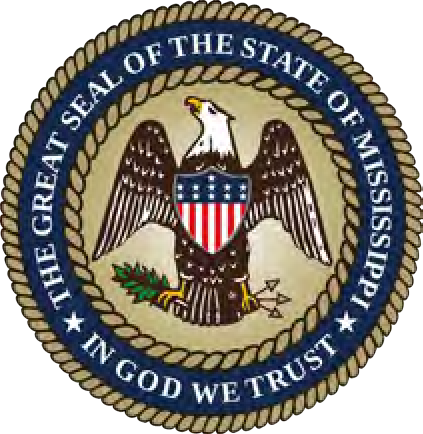 THE GREAT SEAL OF THE STATE OF MISSISSIPPI
IN GOD WE TRUST